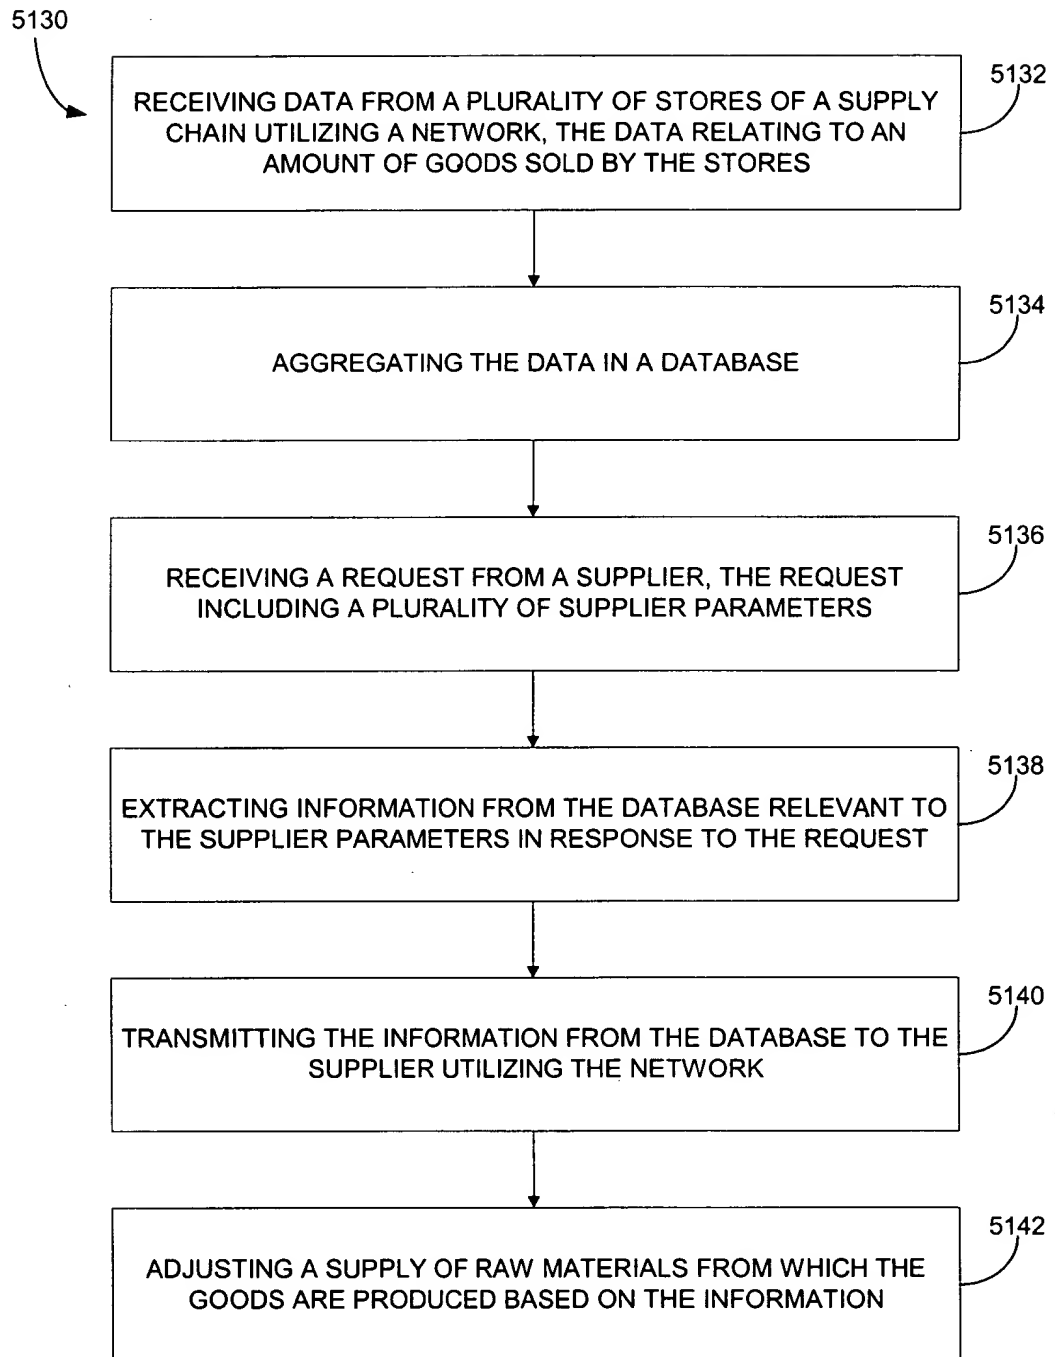 5130
5132
RECEIVING DATA FROM A PLURALITY OF STORES OF A SUPPLY
CHAIN UTILIZING A NETWORK, THE DATA RELATING TO AN
AMOUNT OF GOODS SOLD BY THE STORES
5134
AGGREGATING THE DATA IN A DATABASE
5136
RECEIVING A REQUEST FROM A SUPPLIER, THE REQUEST
INCLUDING A PLURALITY OF SUPPLIER PARAMETERS
5138
EXTRACTING INFORMATION FROM THE DATABASE RELEVANT TO
THE SUPPLIER PARAMETERS IN RESPONSE TO THE REQUEST
5140
TRANSMITTING THE INFORMATION FROM THE DATABASE TO THE
SUPPLIER UTILIZING THE NETWORK
5142
ADJUSTING A SUPPLY OF RAW MATERIALS FROM WHICH THE
GOODS ARE PRODUCED BASED ON THE INFORMATION